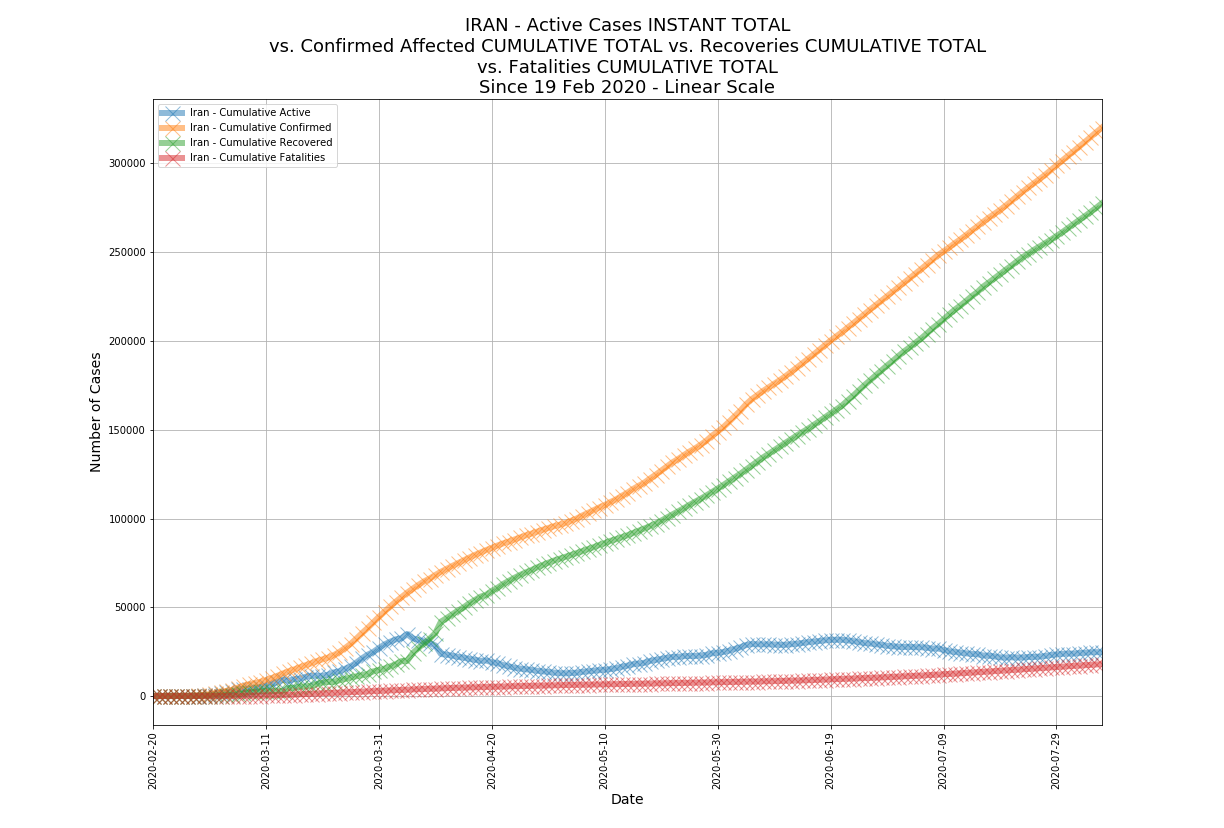 IRAN - Active Cases INSTANT TOTAL
vs. Confirmed Affected CUMULATIVE TOTAL vs. Recoveries CUMULATIVE TOTAL
vs. Fatalities CUMULATIVE TOTAL
Since 19 Feb 2020 - Linear Scale
Iran - Cumulative Active
Iran - Cumulative Confirmed
Iran - Cumulative Recovered
Iran - Cumulative Fatalities
300000
250000
200000
150000
100000
50000
0
Number of Cases
2020-02-20
2020-03-11
2020-03-31
2020-04-20
2020-05-10
2020-05-30
2020-06-19
2020-07-09
2020-07-29
Date